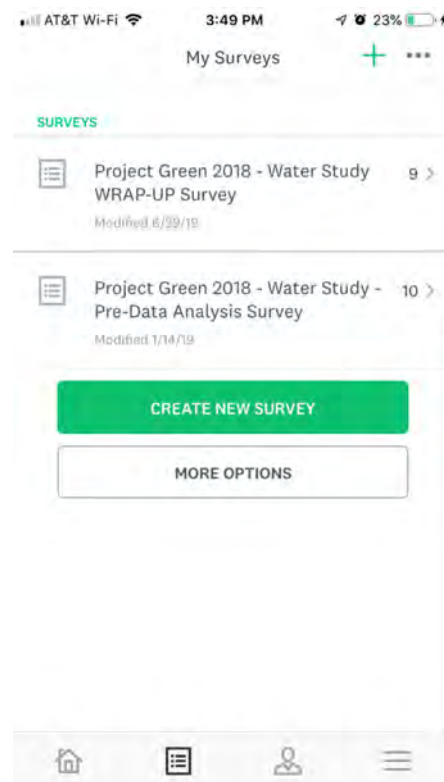 AT&T Wi-Fi 3:49 PM 23%
My Surveys
SURVEYS
Project Green 2018 - Water Study 9
WRAP-UP Survey
Modified 6/29/19
Project Green 2018 - Water Study - 10
Pre-Data Analysis Survey
Modified 1/14/19
CREATE NEW SURVEY
MORE OPTIONS